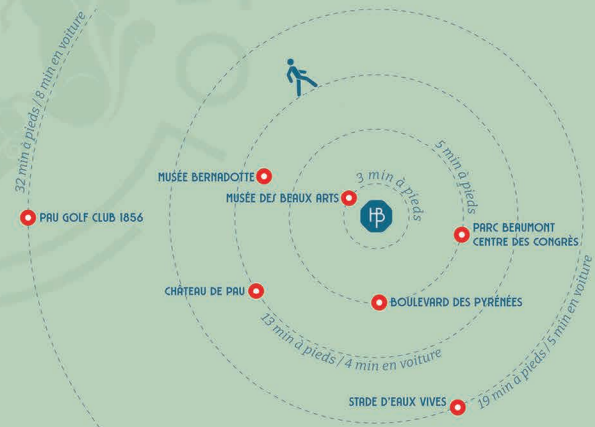 32 min à pieds / 8 min en voiture
MUSÉE BERNADOTTE
3 min à pieds
5 min à pieds
MUSÉE DES BEAUX ARTS
HB
PAU GOLF CLUB 1856
PARC BEAUMONT
CENTRE DES CONGRÈS
CHÂTEAU DE PAU
BOULEVARD DES PYRÉNÉES
13 min à pieds / 4 min en voiture
19 min à pieds / 5 min en voiture
STADE D'EAUX VIVES